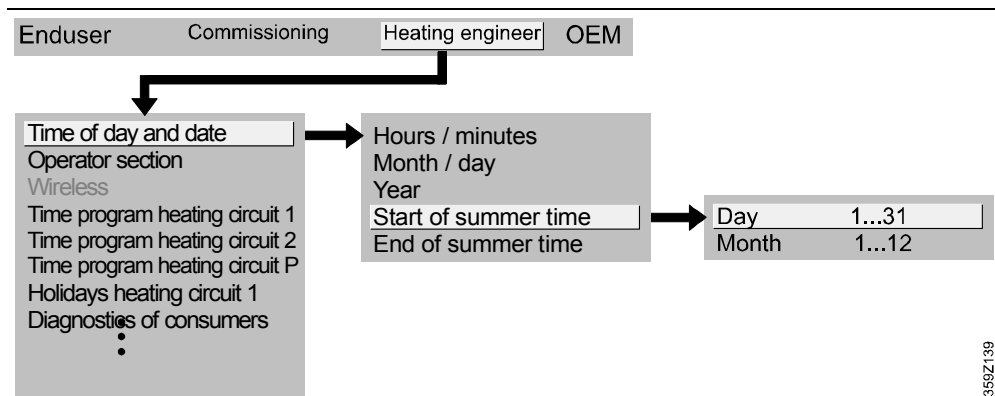 Enduser Commissioning Heating engineer OEM
Time of day and date
Operator section
Wireless
Time program heating circuit 1
Time program heating circuit 2
Time program heating circuit P
Holidays heating circuit 1
Diagnostics of consumers
Hours / minutes
Month / day
Year
Start of summer time
End of summer time
Day 1...31
Month 1...12
359Z139